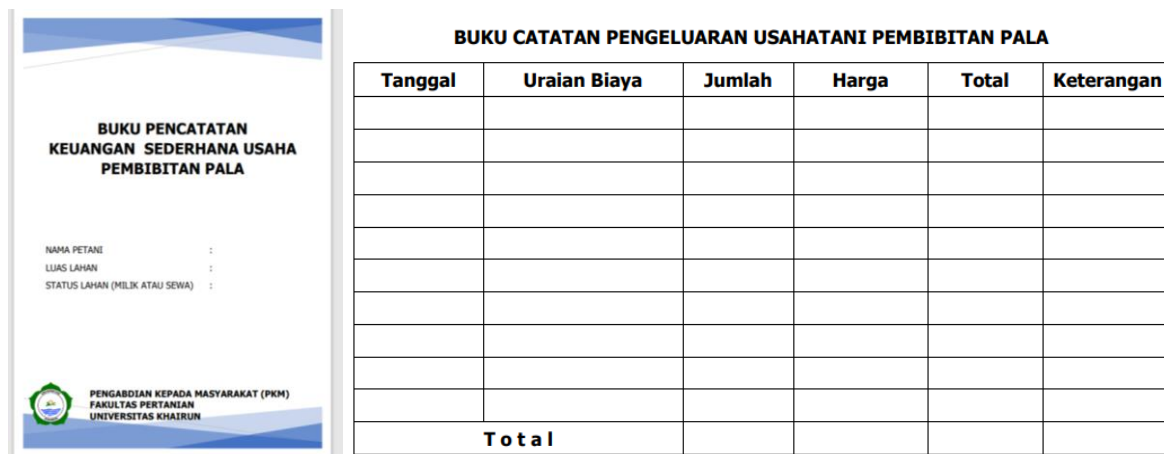 BUKU PENCATATAN
KEUANGAN SEDERHANA USAHA
PEMBIBITAN PALA
NAMA PETANI :
LUAS LAHAN :
STATUS LAHAN (MILIK ATAU SEWA) :
PENGABDIAN KEPADA MASYARAKAT (PKM)
FAKULTAS PERTANIAN
UNIVERSITAS KHAIRUN
BUKU CATATAN PENGELUARAN USAHATANI PEMBIBITAN PALA
Tanggal Uraian Biaya Jumlah Harga Total Keterangan
T o t a l